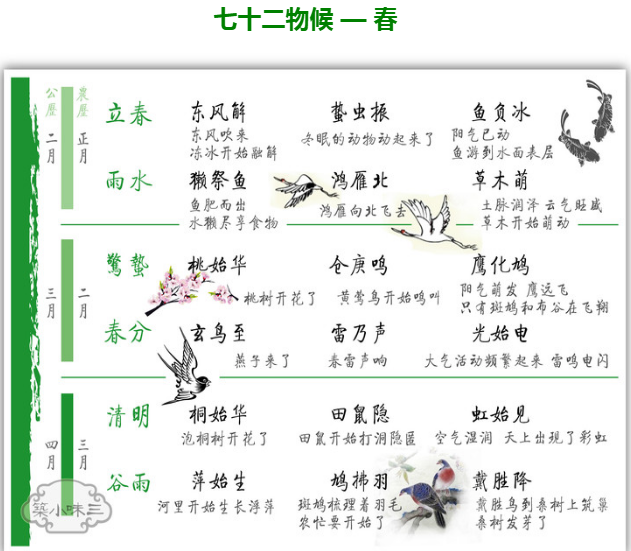 七十二物候 — 春
公历 农历
二月 正月
立春 东风解 蛰虫振 鱼负冰
东风吹来
冻冰开始融解
冬眠的动物动起来了
阳气已动
鱼游到水面表层
雨水 獭祭鱼 鸿雁北 草木萌
鱼肥而出
水獭尽享食物
鸿雁向北飞去
土脉润泽 云气旺盛
草木开始萌动
三月 二月
驚蛰 桃始华 仓庚鸣 鹰化鸠
桃树开花了
黄莺鸟开始鸣叫
阳气萌发 鹰远飞
只有斑鸠和布谷在飞翔
春分 玄鸟至 雷乃声 光始电
燕子来了
春雷声响
大气活动频繁起来 雷鸣电闪
四月 三月
清明 桐始华 田鼠隐 虹始见
泡桐树开花了
田鼠开始打洞隐匿
空气湿润 天上出现了彩虹
谷雨 萍始生 鸠拂羽 戴胜降
河里开始生长浮萍
斑鸠梳理着羽毛
农忙要开始了
戴胜鸟到桑树上筑巢
桑树发芽了
築小味三